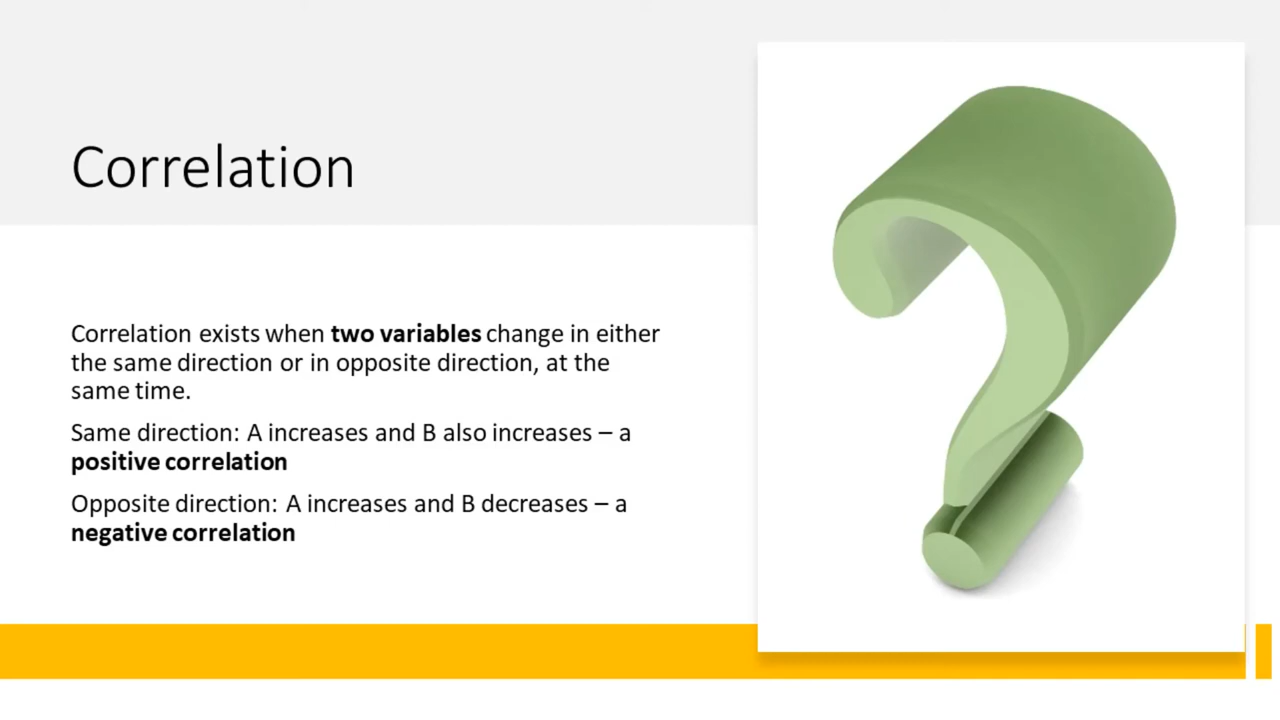 Correlation
Correlation exists when two variables change in either
the same direction or in opposite direction, at the
same time.
Same direction: A increases and B also increases – a
positive correlation
Opposite direction: A increases and B decreases – a
negative correlation